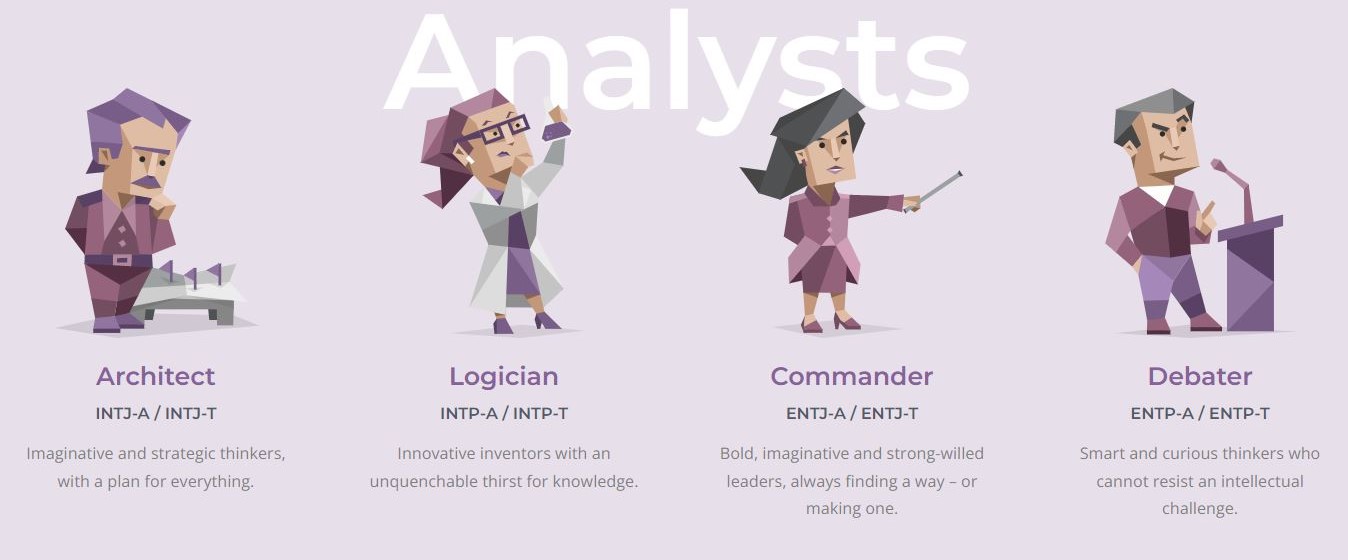 Analysts
Architect
INTJ-A / INTJ-T
Imaginative and strategic thinkers,
with a plan for everything.
Logician
INTP-A / INTP-T
Innovative inventors with an
unquenchable thirst for knowledge.
Commander
ENTJ-A / ENTJ-T
Bold, imaginative and strong-willed
leaders, always finding a way – or
making one.
Debater
ENTP-A / ENTP-T
Smart and curious thinkers who
cannot resist an intellectual
challenge.